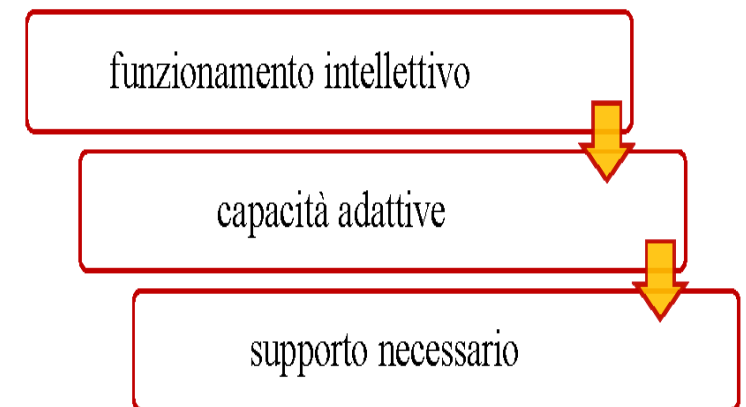 funzionamento intellettivo
capacità adattive
supporto necessario